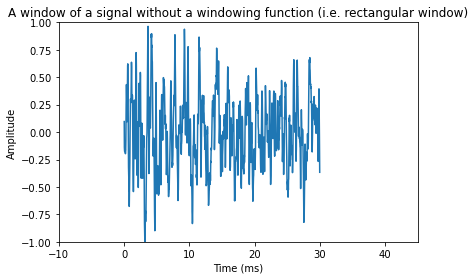 A window of a signal without a windowing function (i.e. rectangular window)
1.00
0.75
0.50
0.25
0.00
−0.25
−0.50
−0.75
−1.00
Amplitude
−10 0 10 20 30 40
Time (ms)